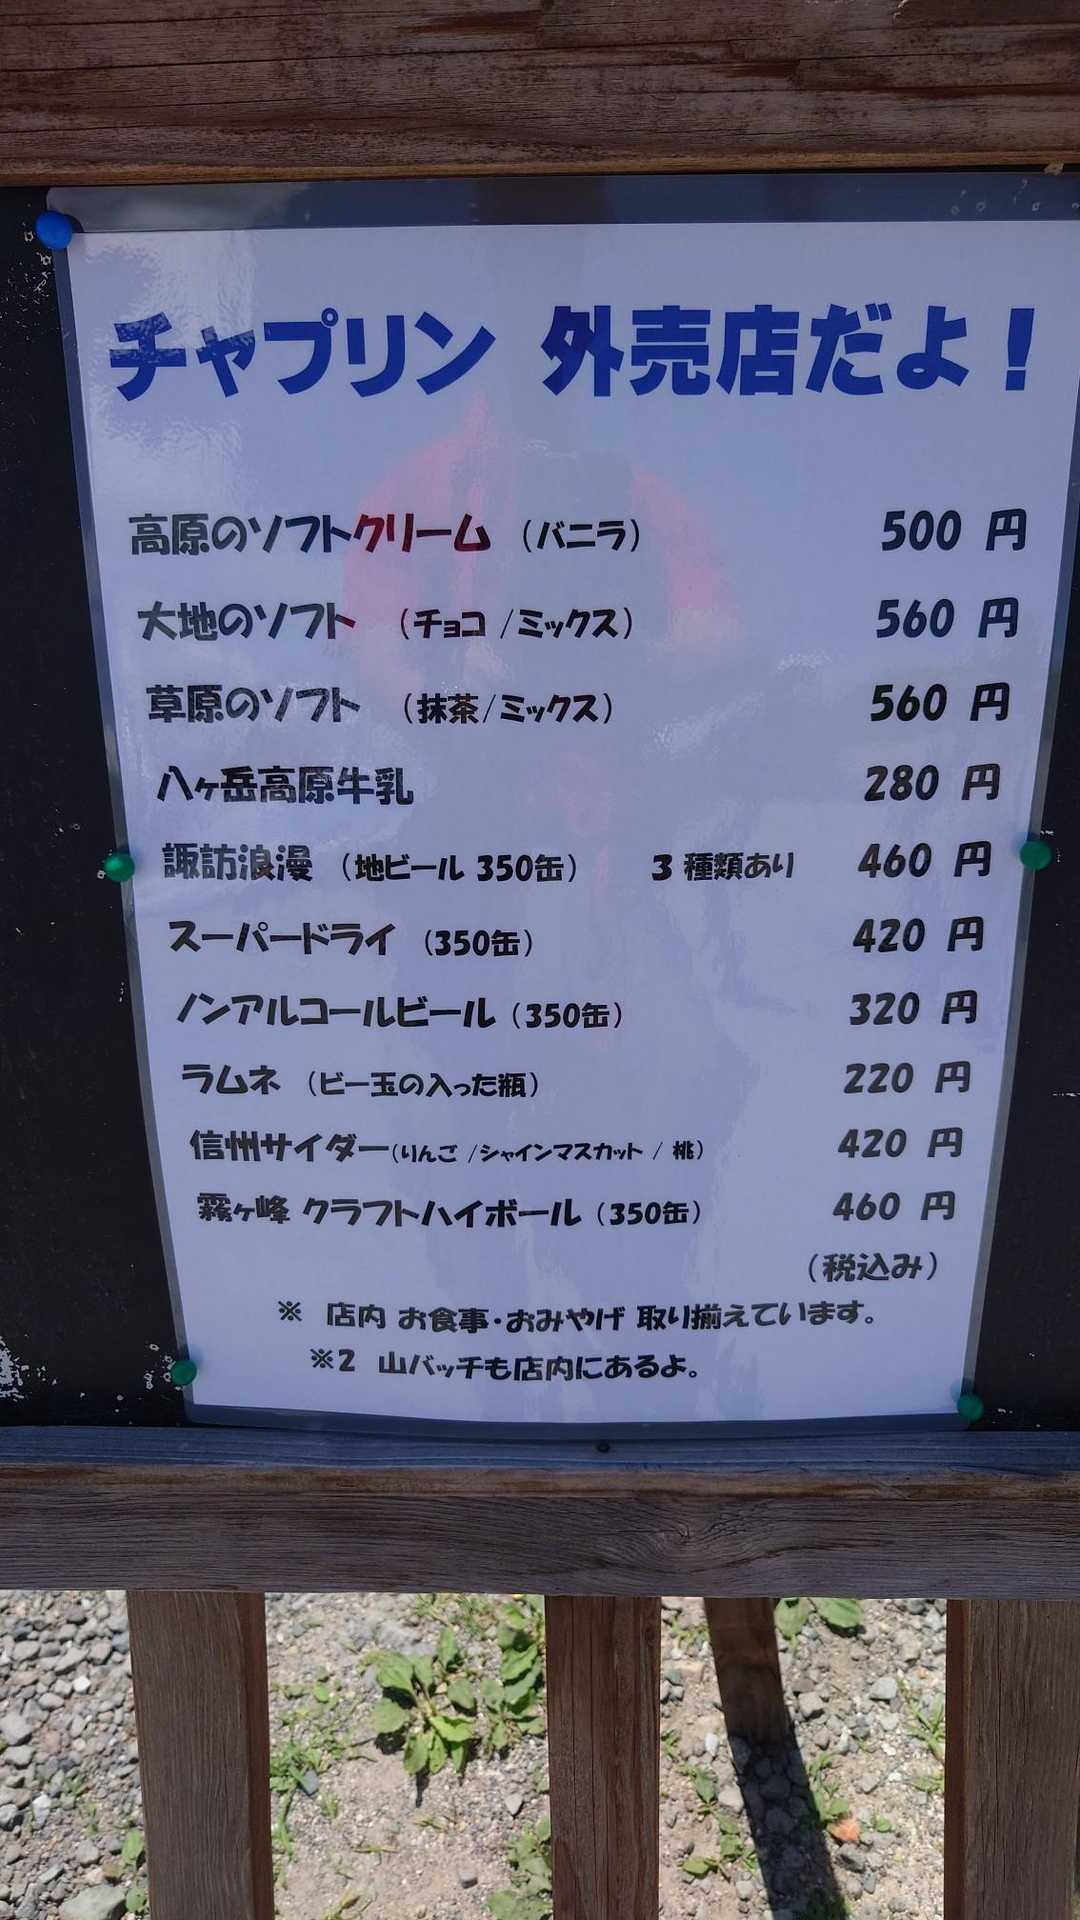 チャプリン 外売店だよ！
高原のソフトクリーム （バニラ） 500 円
大地のソフト （チョコ /ミックス） 560 円
草原のソフト （抹茶/ミックス） 560 円
八ヶ岳高原牛乳 280 円
諏訪浪漫 （地ビール 350缶） 3 種類あり 460 円
スーパードライ （350缶） 420 円
ノンアルコールビール（350缶） 320 円
ラムネ （ビー玉の入った瓶） 220 円
信州サイダー(りんご /シャインマスカット / 桃) 420 円
霧ヶ峰 クラフトハイボール（350缶） 460 円
（税込み）
※ 店内 お食事・おみやげ 取り揃えています。
※2 山バッチも店内にあるよ。